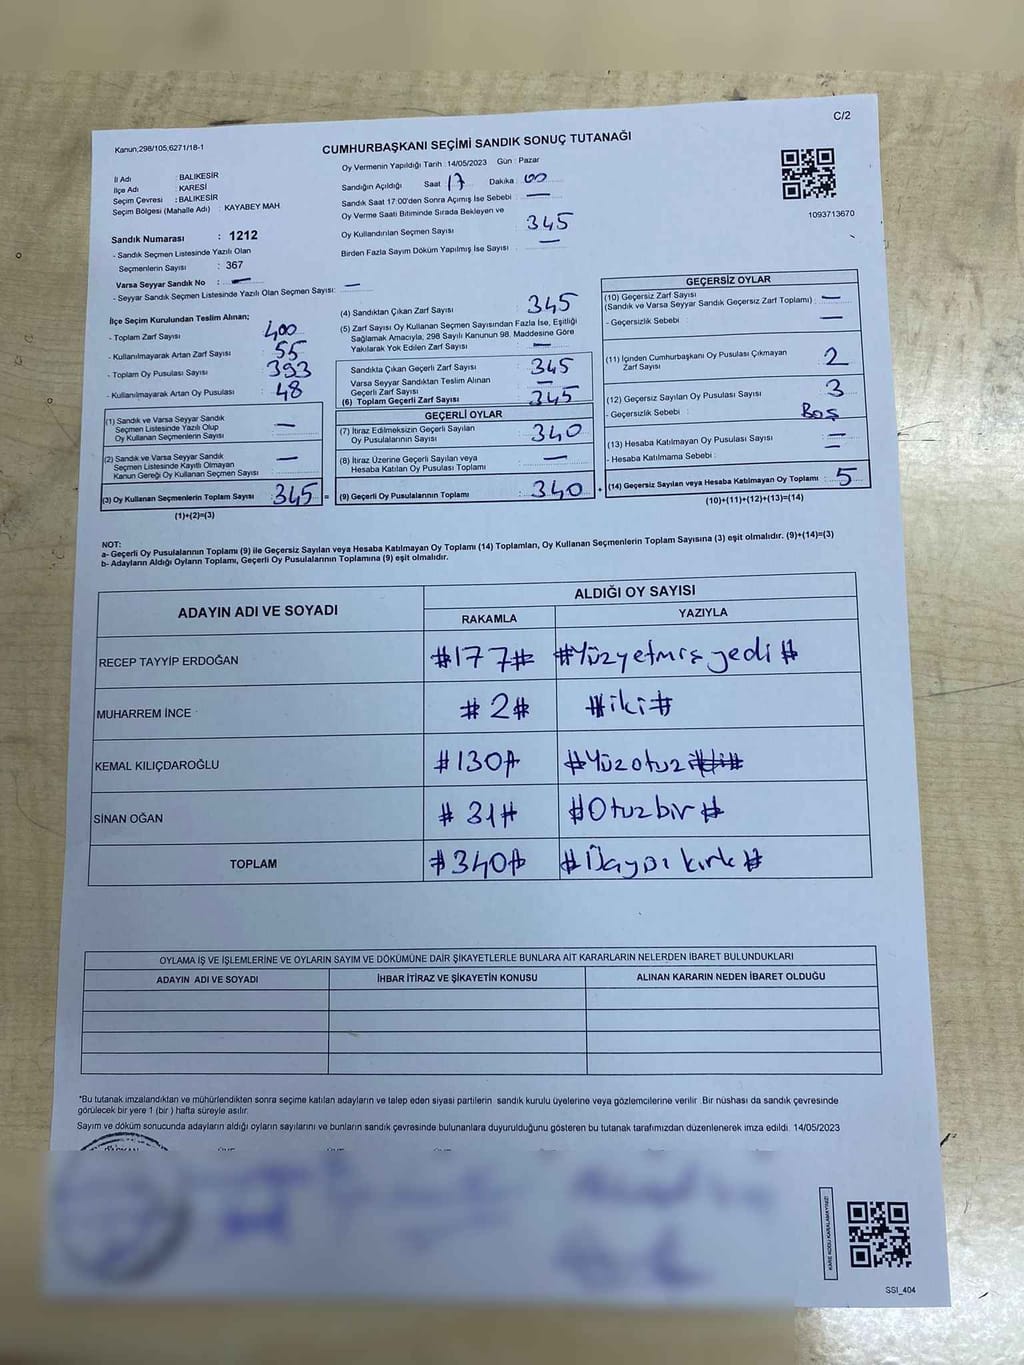 C/2
Kanun,298/105,6271/18-1
CUMHURBAŞKANI SEÇİMİ SANDIK SONUÇ TUTANAĞI
İl Adı : BALIKESİR
İlçe Adı : KARESİ
Seçim Çevresi : BALIKESİR
Seçim Bölgesi (Mahalle Adı) : KAYABEY MAH
Sandık Numarası : 1212
- Sandık Seçmen Listesinde Yazılı Olan
Seçmenlerin Sayısı : 367
Varsa Seyyar Sandık No : —
- Seyyar Sandık Seçmen Listesinde Yazılı Olan Seçmen Sayısı: —
Oy Vermenin Yapıldığı Tarih : 14/05/2023 Gün : Pazar
Sandığın Açıldığı Saat : 17 Dakika : 00
Sandık Saat 17:00'den Sonra Açımış İse Sebebi : —
Oy Verme Saati Bitiminde Sırada Bekleyen ve
Oy Kullandırılan Seçmen Sayısı : 345
Birden Fazla Sayım Döküm Yapılmış İse Sayısı : —
1093713670
İlçe Seçim Kurulundan Teslim Alınan;
- Toplam Zarf Sayısı : 400
- Kullanılmayarak Artan Zarf Sayısı : 55
- Toplam Oy Pusulası Sayısı : 393
- Kullanılmayarak Artan Oy Pusulası : 48
(1) Sandık ve Varsa Seyyar Sandık
Seçmen Listesinde Yazılı Olup
Oy Kullanan Seçmenlerin Sayısı : —
(2) Sandık ve Varsa Seyyar Sandık
Seçmen Listesinde Kayıtlı Olmayan
Kanun Gereği Oy Kullanan Seçmen Sayısı : —
(3) Oy Kullanan Seçmenlerin Toplam Sayısı : 345 =
(1)+(2)=(3)
(4) Sandıktan Çıkan Zarf Sayısı : 345
(5) Zarf Sayısı Oy Kullanan Seçmen Sayısından Fazla İse, Eşitliği
Sağlamak Amacıyla, 298 Sayılı Kanunun 98. Maddesine Göre
Yakılarak Yok Edilen Zarf Sayısı : —
Sandıkta Çıkan Geçerli Zarf Sayısı : 345
Varsa Seyyar Sandıktan Teslim Alınan
Geçerli Zarf Sayısı : —
(6) Toplam Geçerli Zarf Sayısı : 345
GEÇERLİ OYLAR
(7) İtiraz Edilmeksizin Geçerli Sayılan
Oy Pusulalarının Sayısı : 340
(8) İtiraz Üzerine Geçerli Sayılan veya
Hesaba Katılan Oy Pusulası Toplamı : —
(9) Geçerli Oy Pusulalarının Toplamı : 340 +
GEÇERSİZ OYLAR
(10) Geçersiz Zarf Sayısı : —
(Sandık ve Varsa Seyyar Sandık Geçersiz Zarf Toplamı)
- Geçersizlik Sebebi : —
(11) İçinden Cumhurbaşkanı Oy Pusulası Çıkmayan
Zarf Sayısı : 2
(12) Geçersiz Sayılan Oy Pusulası Sayısı : 3
- Geçersizlik Sebebi : Boş
(13) Hesaba Katılmayan Oy Pusulası Sayısı : —
- Hesaba Katılmama Sebebi : —
(14) Geçersiz Sayılan veya Hesaba Katılmayan Oy Toplamı : 5
(10)+(11)+(12)+(13)=(14)
NOT:
a- Geçerli Oy Pusulalarının Toplamı (9) ile Geçersiz Sayılan veya Hesaba Katılmayan Oy Toplamı (14) Toplamları, Oy Kullanan Seçmenlerin Toplam Sayısına (3) eşit olmalıdır. (9)+(14)=(3)
b- Adayların Aldığı Oyların Toplamı, Geçerli Oy Pusulalarının Toplamına (9) eşit olmalıdır.
ADAYIN ADI VE SOYADI
ALDIĞI OY SAYISI
RAKAMLA YAZIYLA
RECEP TAYYİP ERDOĞAN #177# #Yüzyetmiş yedi#
MUHARREM İNCE #2# #iki#
KEMAL KILIÇDAROĞLU #130# #Yüzotuz
SİNAN OĞAN #31# #Otuzbir#
TOPLAM #340# #Üçyüz kırk#
OYLAMA İŞ VE İŞLEMLERİNE VE OYLARIN SAYIM VE DÖKÜMÜNE DAİR ŞİKAYETLERLE BUNLARA AİT KARARLARIN NELERDEN İBARET BULUNDUKLARI
ADAYIN ADI VE SOYADI İHBAR İTİRAZ VE ŞİKAYETİN KONUSU ALINAN KARARIN NEDEN İBARET OLDUĞU
*Bu tutanak imzalandıktan ve mühürlendikten sonra seçime katılan adayların ve talep eden siyasi partilerin sandık kurulu üyelerine veya gözlemcilerine verilir .Bir nüshası da sandık çevresinde
görülecek bir yere 1 (bir ) hafta süreyle asılır.
Sayım ve döküm sonucunda adayların aldığı oyların sayılarını ve bunların sandık çevresinde bulunanlara duyurulduğunu gösteren bu tutanak tarafımızdan düzenlenerek imza edildi. 14/05/2023
KARE KODU KARALAMAYINIZ!
SSI_404